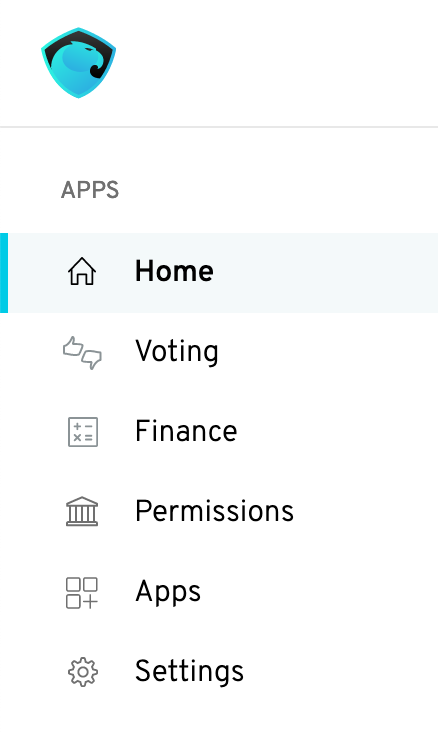 APPS
Home
Voting
Finance
Permissions
Apps
Settings